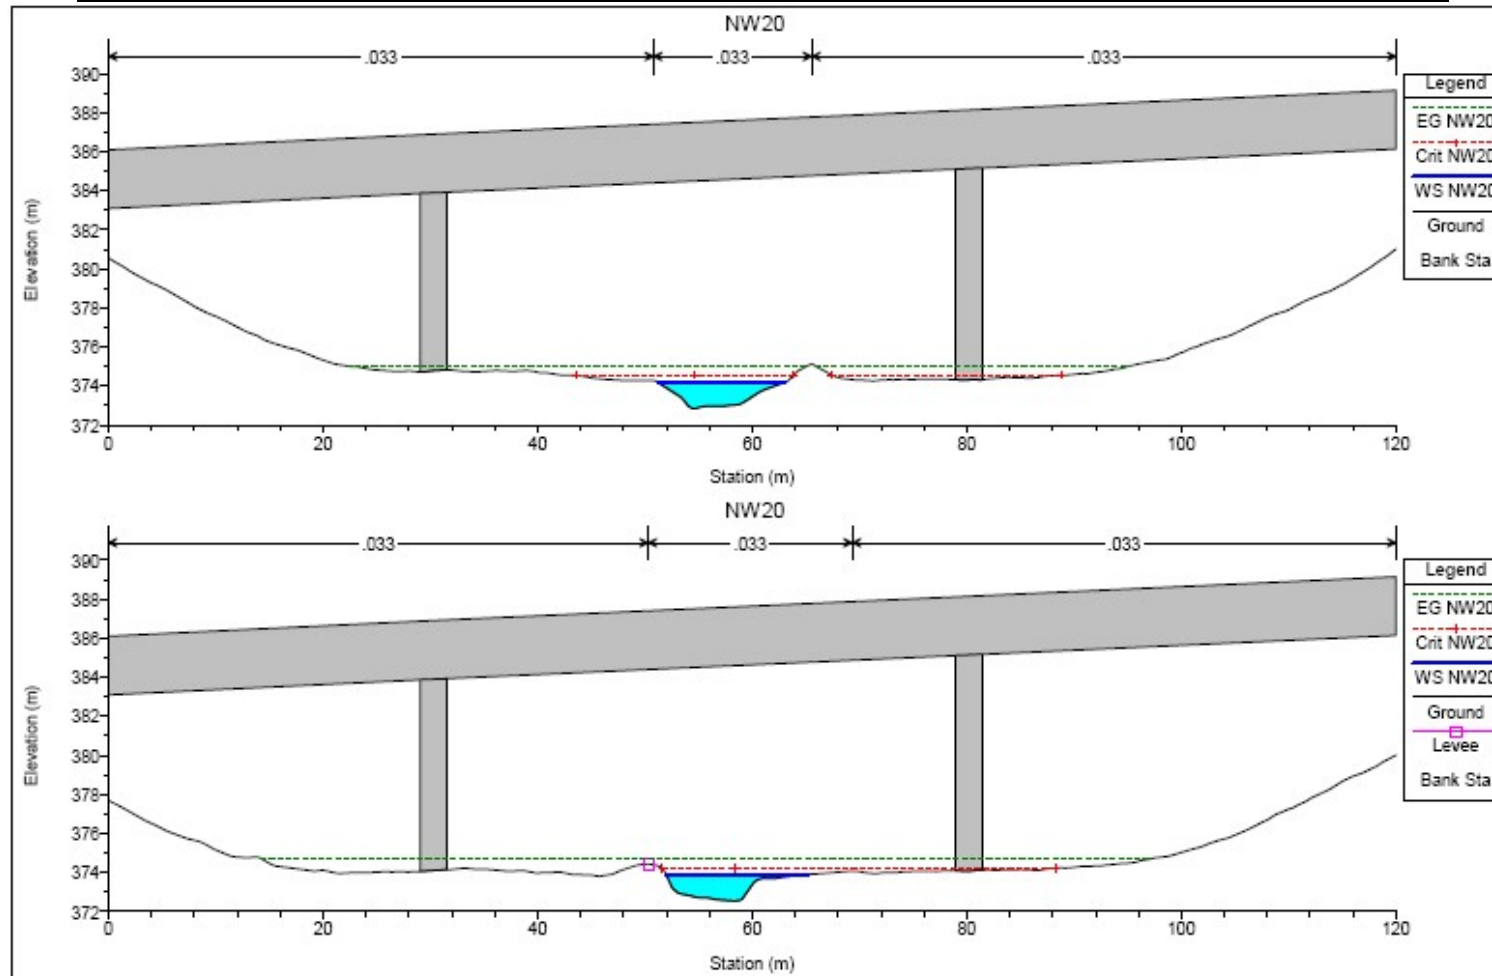 NW20
.033 .033 .033
390
388
386
384
382
380
378
376
374
372
Elevation (m)
0 20 40 60 80 100 120
Station (m)
Legend
EG NW20
Crit NW20
WS NW20
Ground
Bank Sta
NW20
.033 .033 .033
390
388
386
384
382
380
378
376
374
372
Elevation (m)
0 20 40 60 80 100 120
Station (m)
Legend
EG NW20
Crit NW20
WS NW20
Ground
Levee
Bank Sta